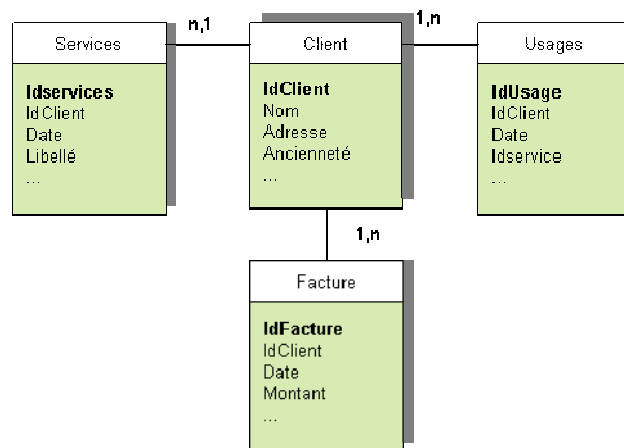 n,1
1,n
Services
Client
Usages
Idservices
IdClient
Date
Libellé
...
IdClient
Nom
Adresse
Ancienneté
...
IdUsage
IdClient
Date
Idservice
...
1,n
Facture
IdFacture
IdClient
Date
Montant
...